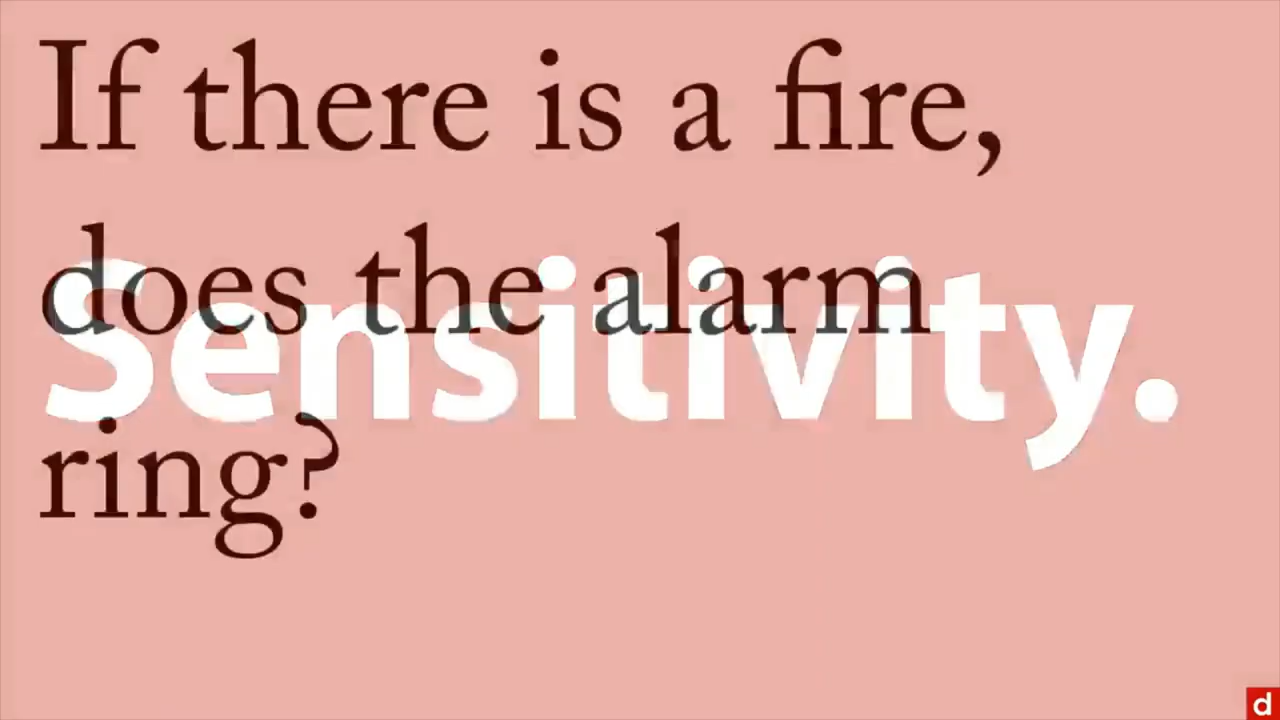 If there is a fire,
does the alarm
ring?
Sensitivity.
d